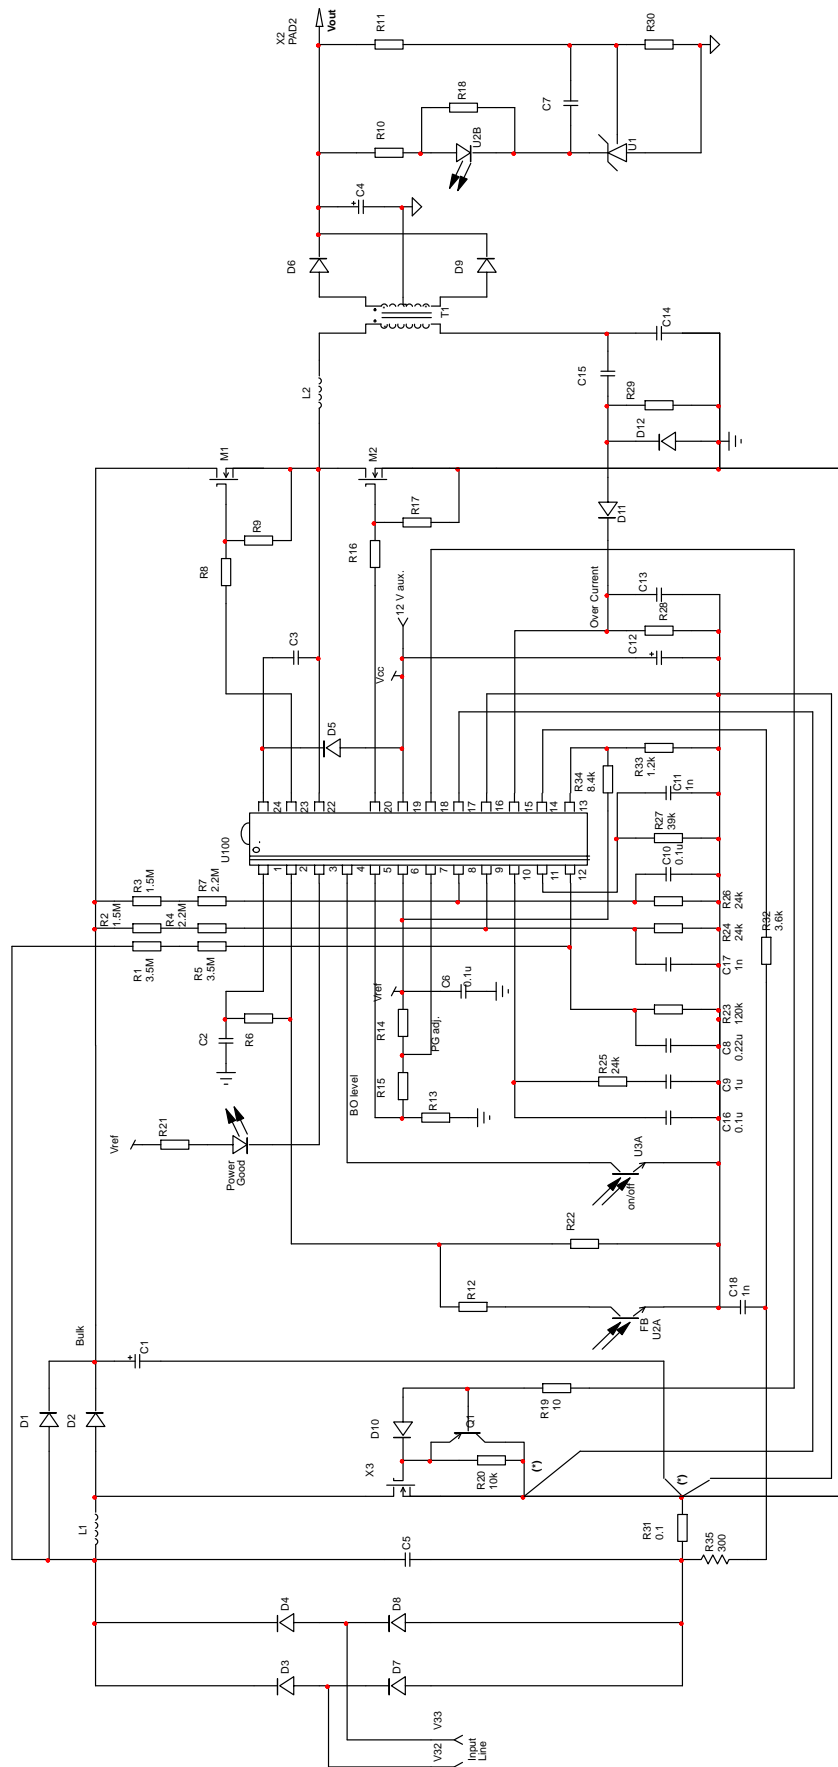 X2
PAD2
Vout
R11
R30
R18
C7
R10
U2B
U1
C4
D6
D9
T1
C14
C15
L2
R29
D12
M1
M2
R17
D11
R9
R16
R8
C13
Over Current
R28
12 V aux.
C3
C12
Vcc
D5
R34
8.4k
R33
1.2k
C11
1n
24
23
22
20
19
18
17
16
15
14
13
U100
1
2
3
4
5
6
7
8
9
10
11
12
R27
39k
C10
0.1u
R3
1.5M
R7
2.2M
R2
1.5M
R4
2.2M
R26
24k
R1
3.5M
R5
3.5M
R24
24k
R32
3.6k
C17
1n
Vref
C6
0.1u
R23
120k
C2
R6
R14
PG adj.
C8
0.22u
R25
24k
R15
C9
1u
BO level
R13
C16
0.1u
Vref
R21
Power
Good
U3A
on/off
R22
R12
C18
1n
FB
U2A
Bulk
C1
D1
D2
D10
Q1
R19
10
X3
R20
10k
(*)
(*)
L1
R31
0.1
R35
300
C5
D4
D8
D3
D7
V33
V32
Input
Line